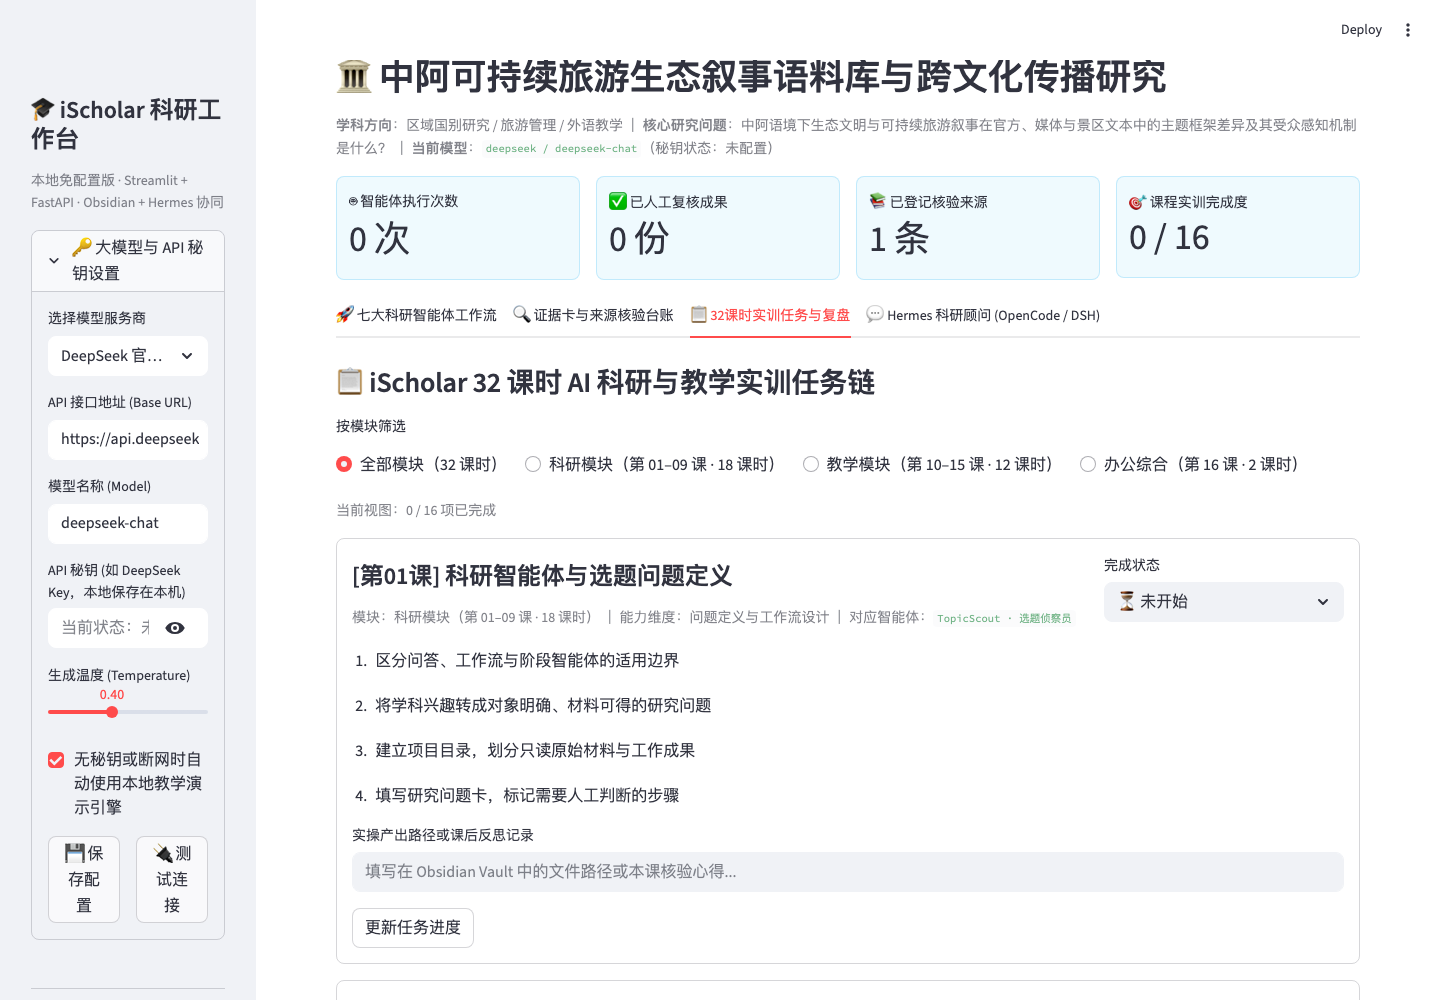 Deploy
🎓 iScholar 科研工
作台
本地免配置版 · Streamlit +
FastAPI · Obsidian + Hermes 协同
🔑 大模型与 API 秘
钥设置
选择模型服务商
DeepSeek 官…
API 接口地址 (Base URL)
https://api.deepseek
模型名称 (Model)
deepseek-chat
API 秘钥 (如 DeepSeek
Key，本地保存在本机)
当前状态：
生成温度 (Temperature)
0.40
无秘钥或断网时自
动使用本地教学演
示引擎
💾 保
存配
置
🔌 测
试连
接
🏛️ 中阿可持续旅游生态叙事语料库与跨文化传播研究
学科方向：区域国别研究 / 旅游管理 / 外语教学 ｜ 核心研究问题：中阿语境下生态文明与可持续旅游叙事在官方、媒体与景区文本中的主题框架差异及其受众感知机制
是什么？ ｜ 当前模型： deepseek / deepseek-chat （秘钥状态：未配置）
智能体执行次数
0 次
✅ 已人工复核成果
0 份
📚 已登记核验来源
1 条
🎯 课程实训完成度
0 / 16
🚀 七大科研智能体工作流
🔍 证据卡与来源核验台账
📋 32课时实训任务与复盘
💬 Hermes 科研顾问 (OpenCode / DSH)
📋 iScholar 32 课时 AI 科研与教学实训任务链
按模块筛选
全部模块（32 课时）
科研模块（第 01–09 课 · 18 课时）
教学模块（第 10–15 课 · 12 课时）
办公综合（第 16 课 · 2 课时）
当前视图：0 / 16 项已完成
[第01课] 科研智能体与选题问题定义
模块：科研模块（第 01–09 课 · 18 课时） ｜ 能力维度：问题定义与工作流设计 ｜ 对应智能体： TopicScout · 选题侦察员
完成状态
⏳ 未开始
1. 区分问答、工作流与阶段智能体的适用边界
2. 将学科兴趣转成对象明确、材料可得的研究问题
3. 建立项目目录，划分只读原始材料与工作成果
4. 填写研究问题卡，标记需要人工判断的步骤
实操产出路径或课后反思记录
填写在 Obsidian Vault 中的文件路径或本课核验心得...
更新任务进度